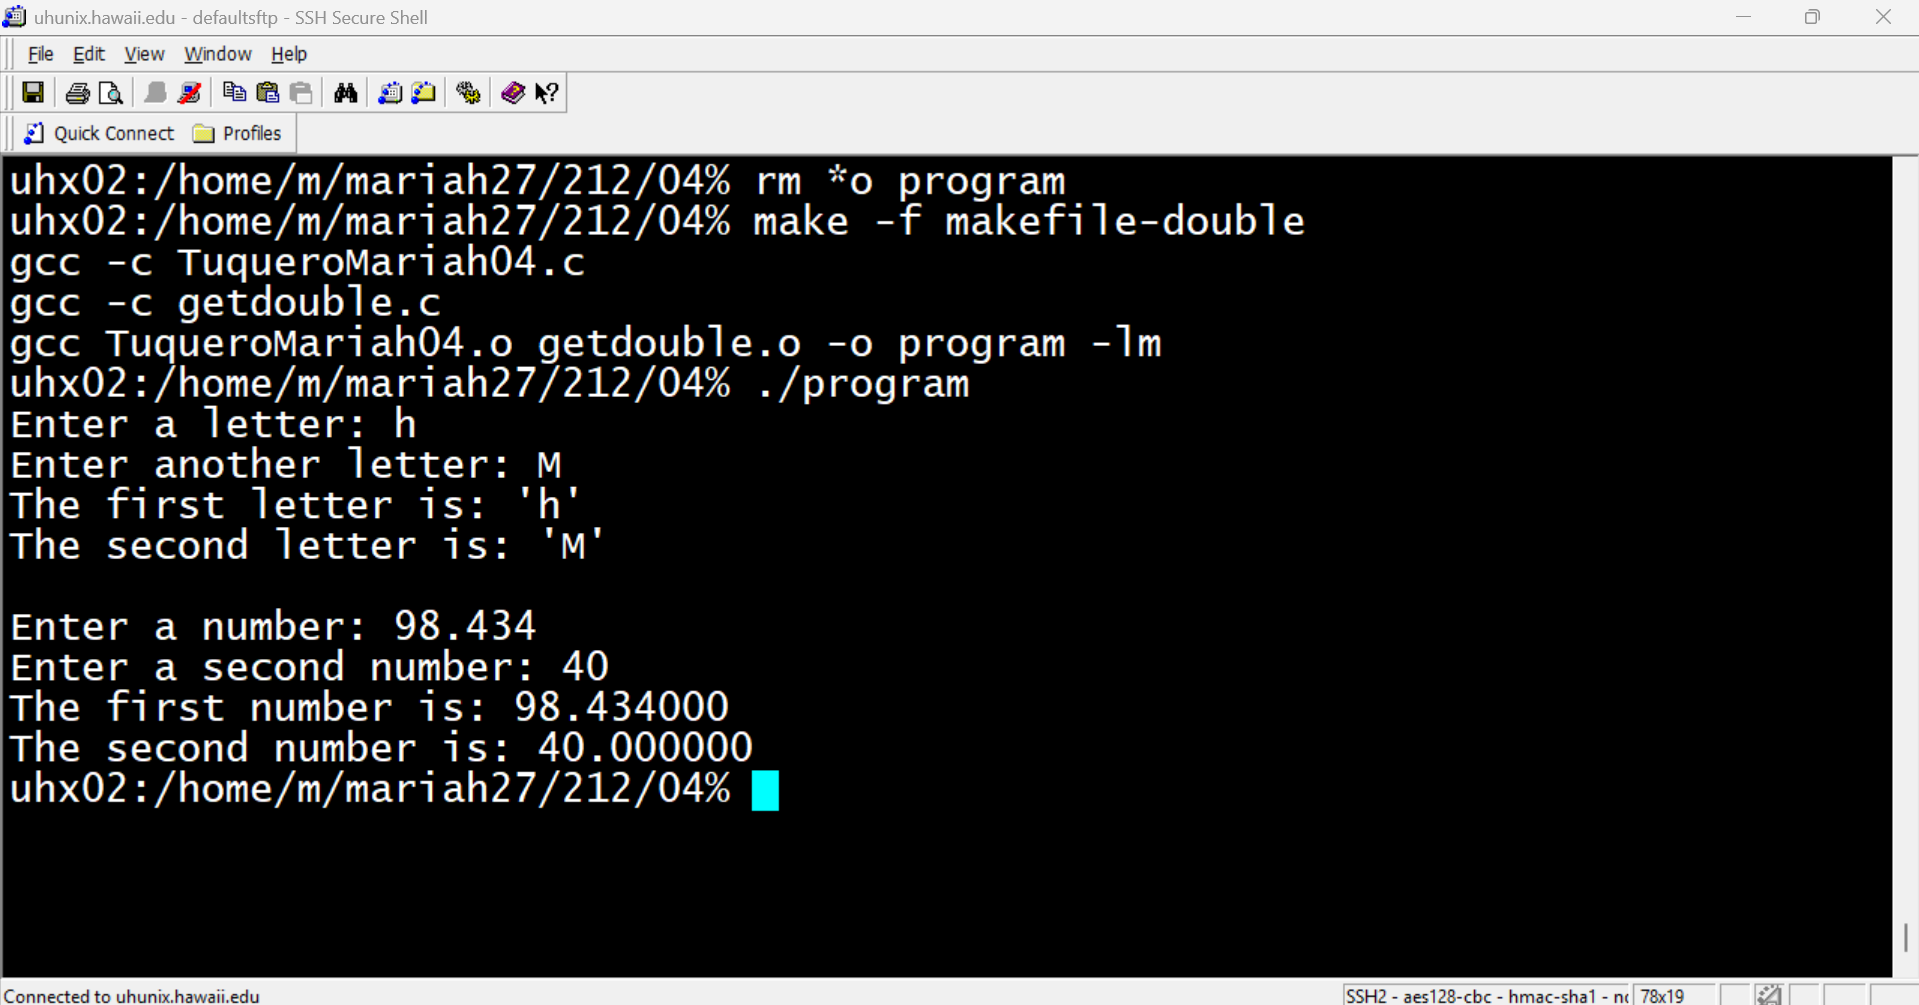 uhunix.hawaii.edu - defaultsftp - SSH Secure Shell
File Edit View Window Help
Quick Connect Profiles
uhx02:/home/m/mariah27/212/04% rm *o program
uhx02:/home/m/mariah27/212/04% make -f makefile-double
gcc -c TuqueroMariah04.c
gcc -c getdouble.c
gcc TuqueroMariah04.o getdouble.o -o program -lm
uhx02:/home/m/mariah27/212/04% ./program
Enter a letter: h
Enter another letter: M
The first letter is: 'h'
The second letter is: 'M'
Enter a number: 98.434
Enter a second number: 40
The first number is: 98.434000
The second number is: 40.000000
uhx02:/home/m/mariah27/212/04%
Connected to uhunix.hawaii.edu SSH2 - aes128-cbc - hmac-sha1 - 78x19